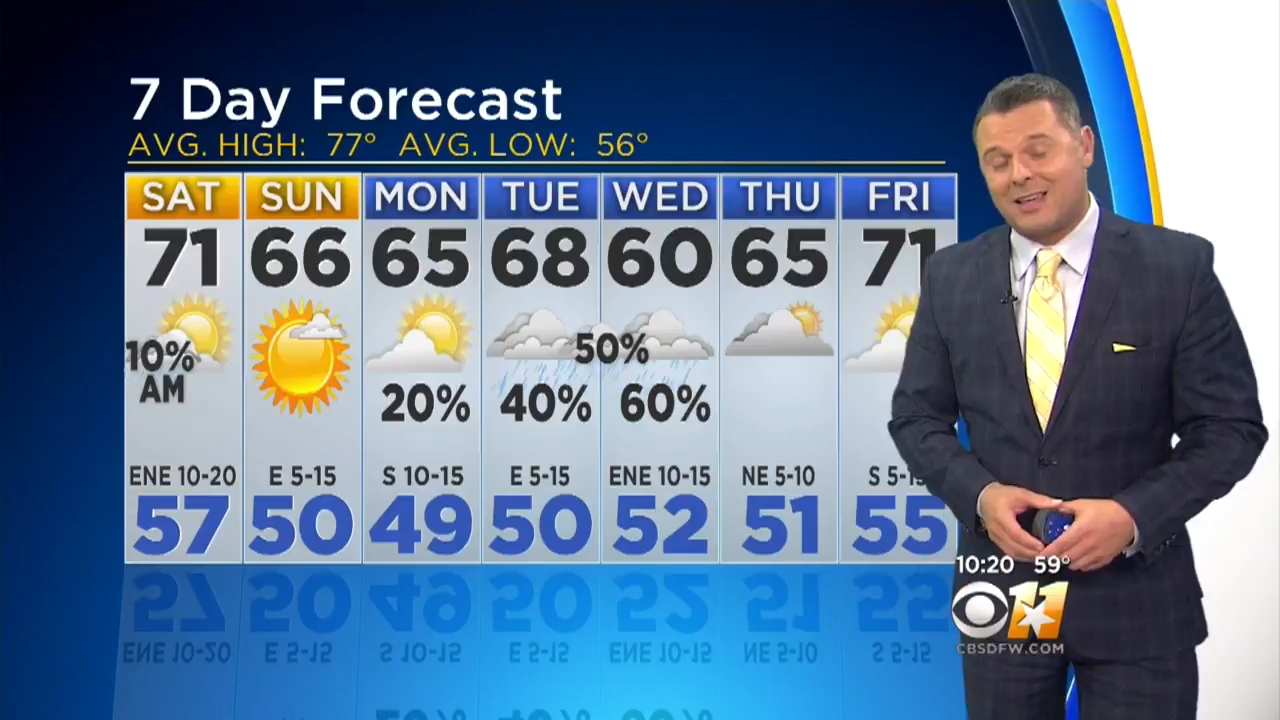 7 Day Forecast
AVG. HIGH: 77° AVG. LOW: 56°
SAT SUN MON TUE WED THU FRI
71 66 65 68 60 65 71
10% 50%
AM 20% 40% 60%
ENE 10-20 E 5-15 S 10-15 E 5-15 ENE 10-15 NE 5-10 S 5-15
57 50 49 50 52 51 55
10:20 59°
11
CBSDFW.COM